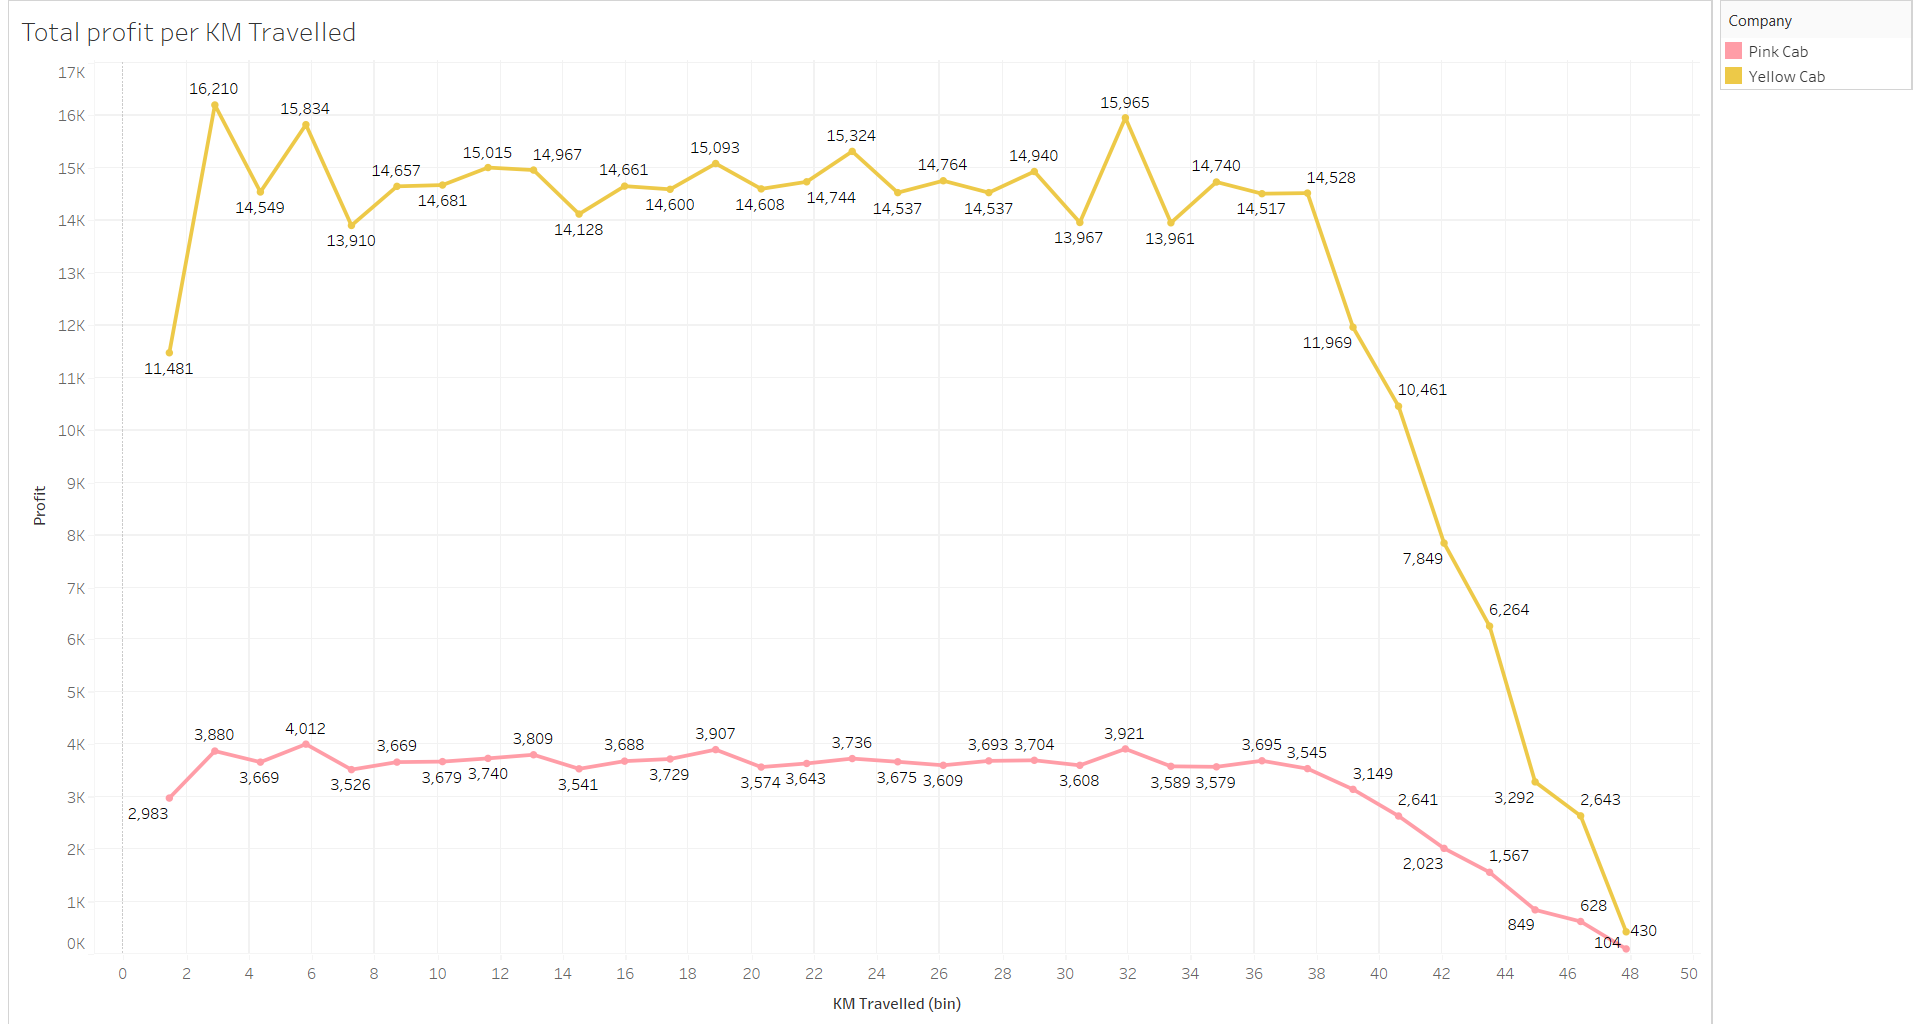 Total profit per KM Travelled
Company
Pink Cab
Yellow Cab
Profit
17K
16K
15K
14K
13K
12K
11K
10K
9K
8K
7K
6K
5K
4K
3K
2K
1K
0K
11,481
16,210
14,549
15,834
13,910
14,657
14,681
15,015
14,967
14,128
14,661
14,600
15,093
14,608
14,744
15,324
14,537
14,764
14,537
14,940
13,967
15,965
13,961
14,740
14,517
14,528
11,969
10,461
7,849
6,264
3,292
2,643
430
2,983
3,880
3,669
4,012
3,526
3,669
3,679
3,740
3,809
3,541
3,688
3,729
3,907
3,574
3,643
3,736
3,675
3,609
3,693
3,704
3,608
3,921
3,589
3,579
3,695
3,545
3,149
2,641
2,023
1,567
849
628
104
0 2 4 6 8 10 12 14 16 18 20 22 24 26 28 30 32 34 36 38 40 42 44 46 48 50
KM Travelled (bin)